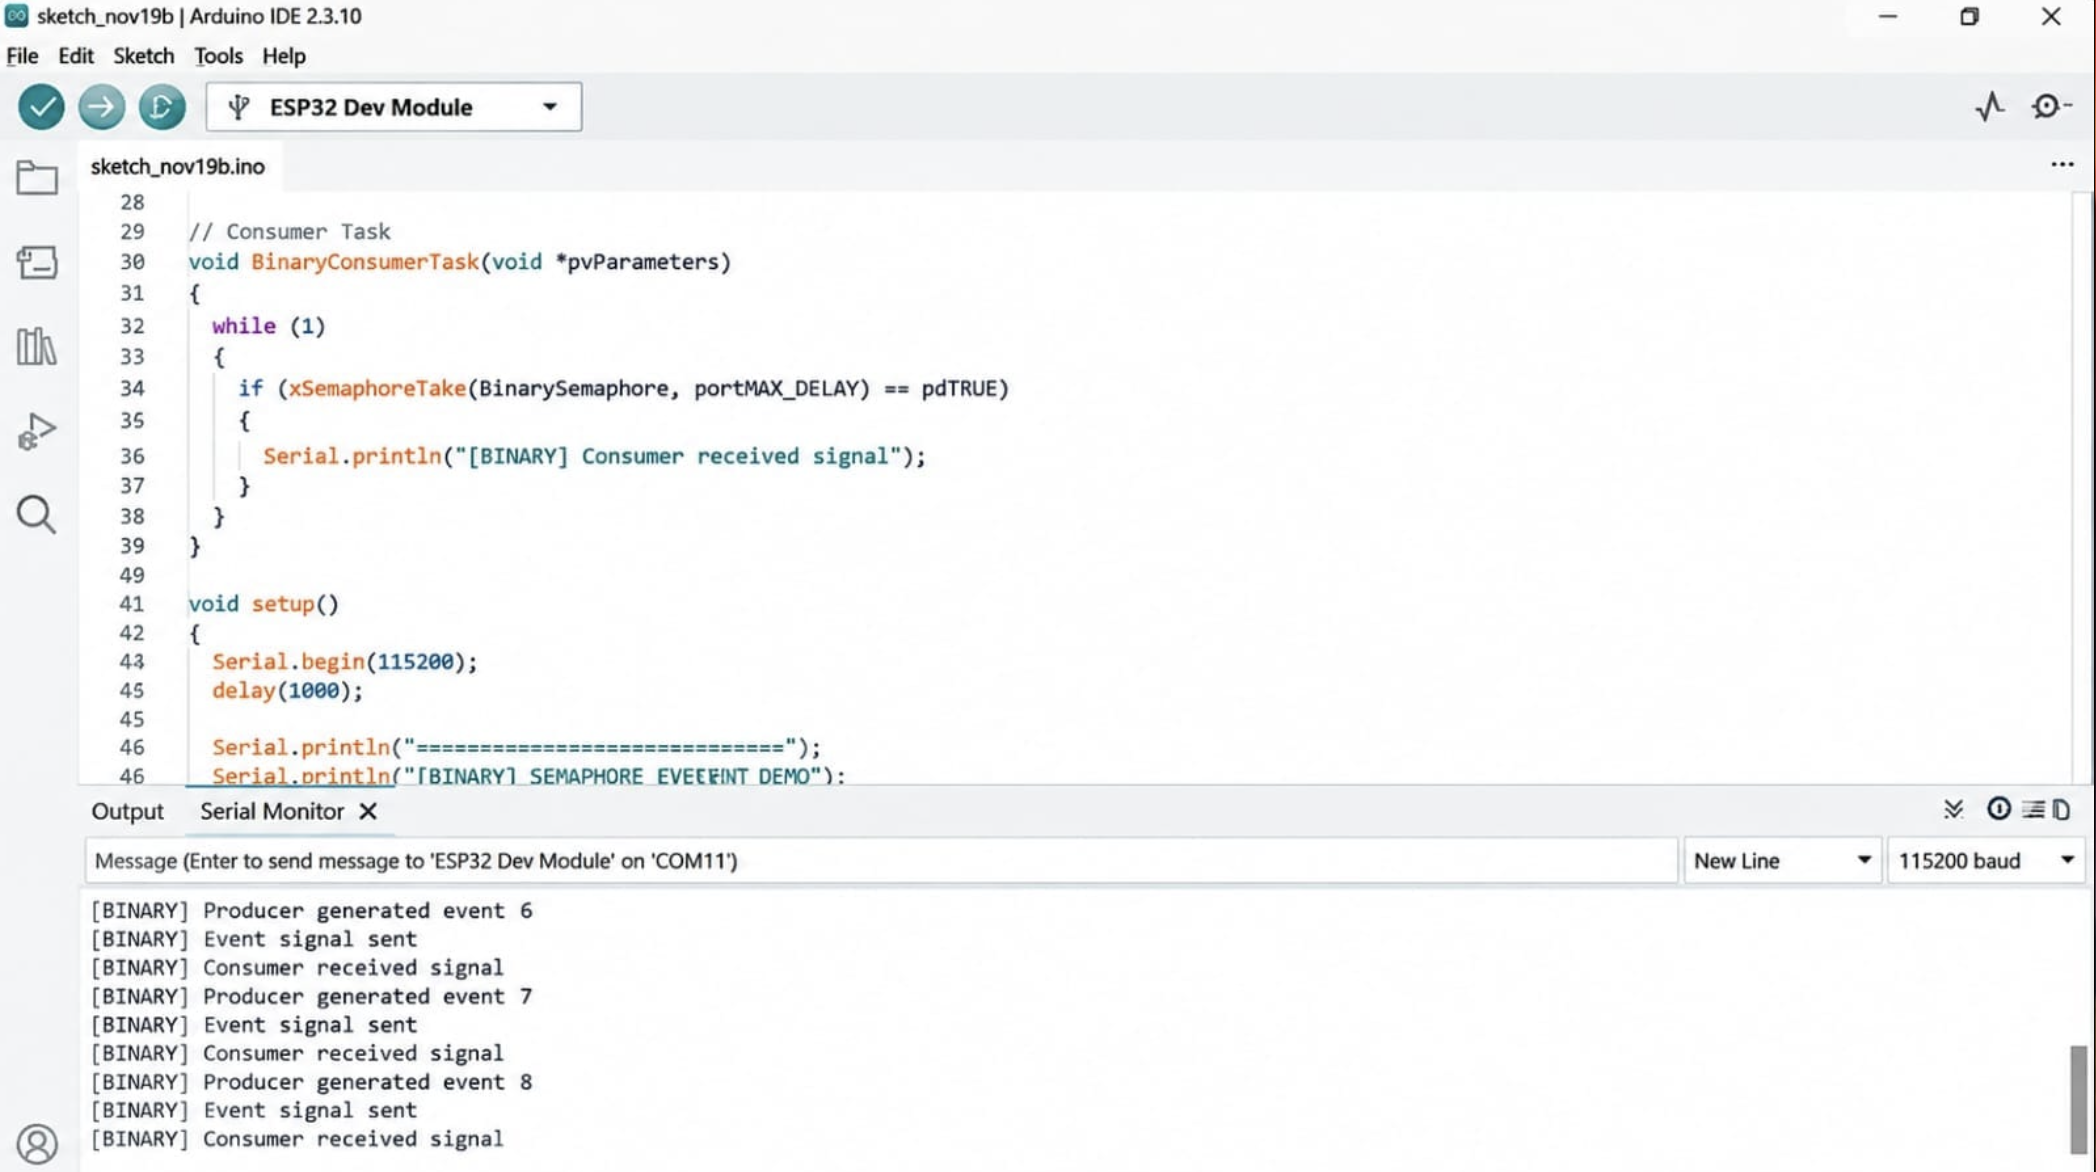 sketch_nov19b | Arduino IDE 2.3.10
File Edit Sketch Tools Help
ESP32 Dev Module
sketch_nov19b.ino
28
29 // Consumer Task
30 void BinaryConsumerTask(void *pvParameters)
31 {
32 while (1)
33 {
34 if (xSemaphoreTake(BinarySemaphore, portMAX_DELAY) == pdTRUE)
35 {
36 Serial.println("[BINARY] Consumer received signal");
37 }
38 }
39 }
49
41 void setup()
42 {
43 Serial.begin(115200);
45 delay(1000);
45
46 Serial.println("=============================");
46 Serial.println("[BINARY] SEMAPHORE DEMO");
Output Serial Monitor
Message (Enter to send message to 'ESP32 Dev Module' on 'COM11')
New Line
115200 baud
[BINARY] Producer generated event 6
[BINARY] Event signal sent
[BINARY] Consumer received signal
[BINARY] Producer generated event 7
[BINARY] Event signal sent
[BINARY] Consumer received signal
[BINARY] Producer generated event 8
[BINARY] Event signal sent
[BINARY] Consumer received signal